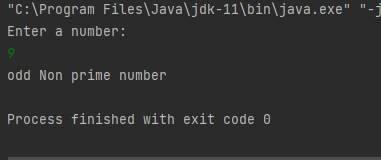 "C:\Program Files\Java\jdk-11\bin\java.exe" "-j
Enter a number:
9
odd Non prime number
Process finished with exit code 0